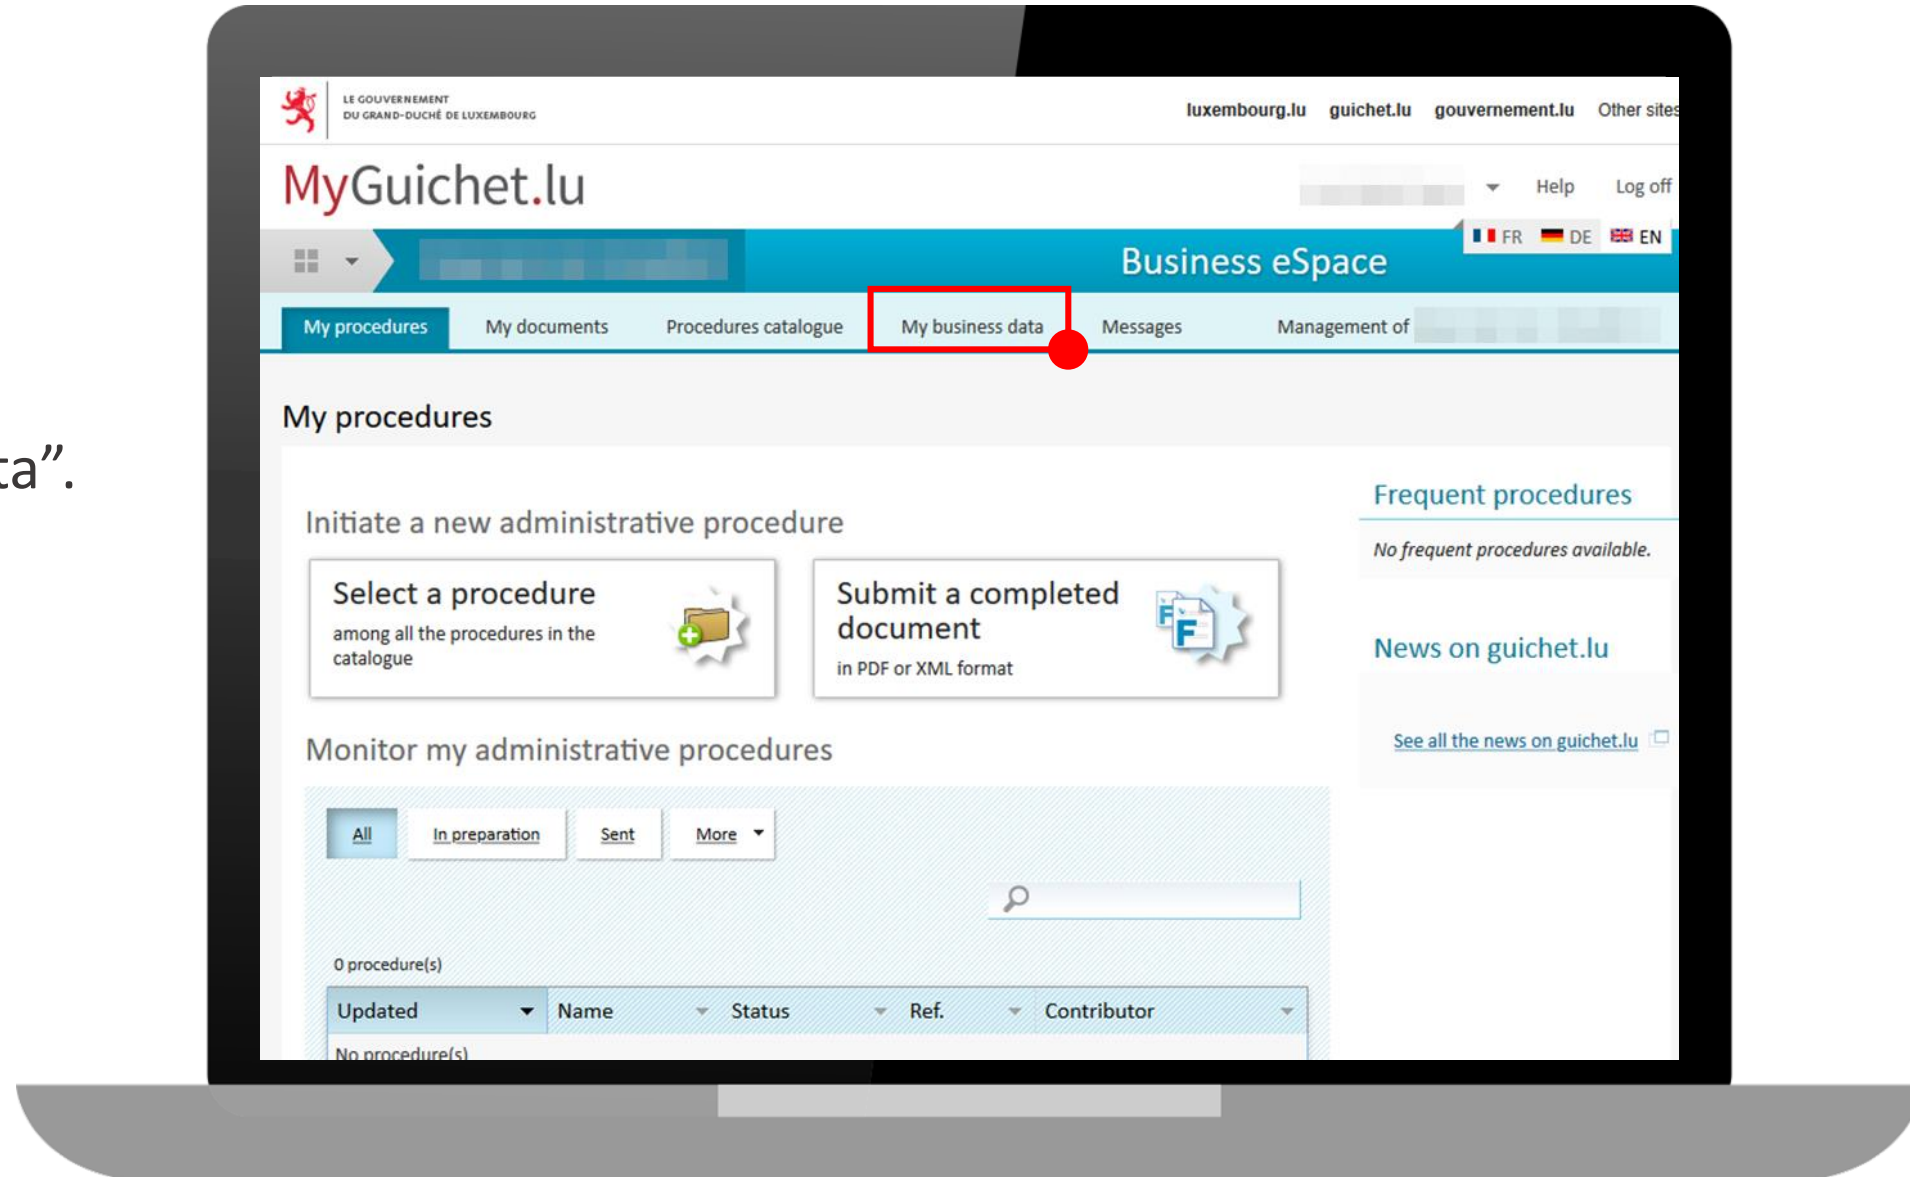 LE GOUVERNEMENT
DU GRAND-DUCHÉ DE LUXEMBOURG
luxembourg.lu guichet.lu gouvernement.lu Other sites
MyGuichet.lu
Help Log off
FR DE EN
Business eSpace
My procedures My documents Procedures catalogue My business data Messages Management of
My procedures
ta”.
Initiate a new administrative procedure
Select a procedure
among all the procedures in the
catalogue
Submit a completed
document
in PDF or XML format
Frequent procedures
No frequent procedures available.
News on guichet.lu
See all the news on guichet.lu
Monitor my administrative procedures
All In preparation Sent More
0 procedure(s)
Updated Name Status Ref. Contributor
No procedure(s)